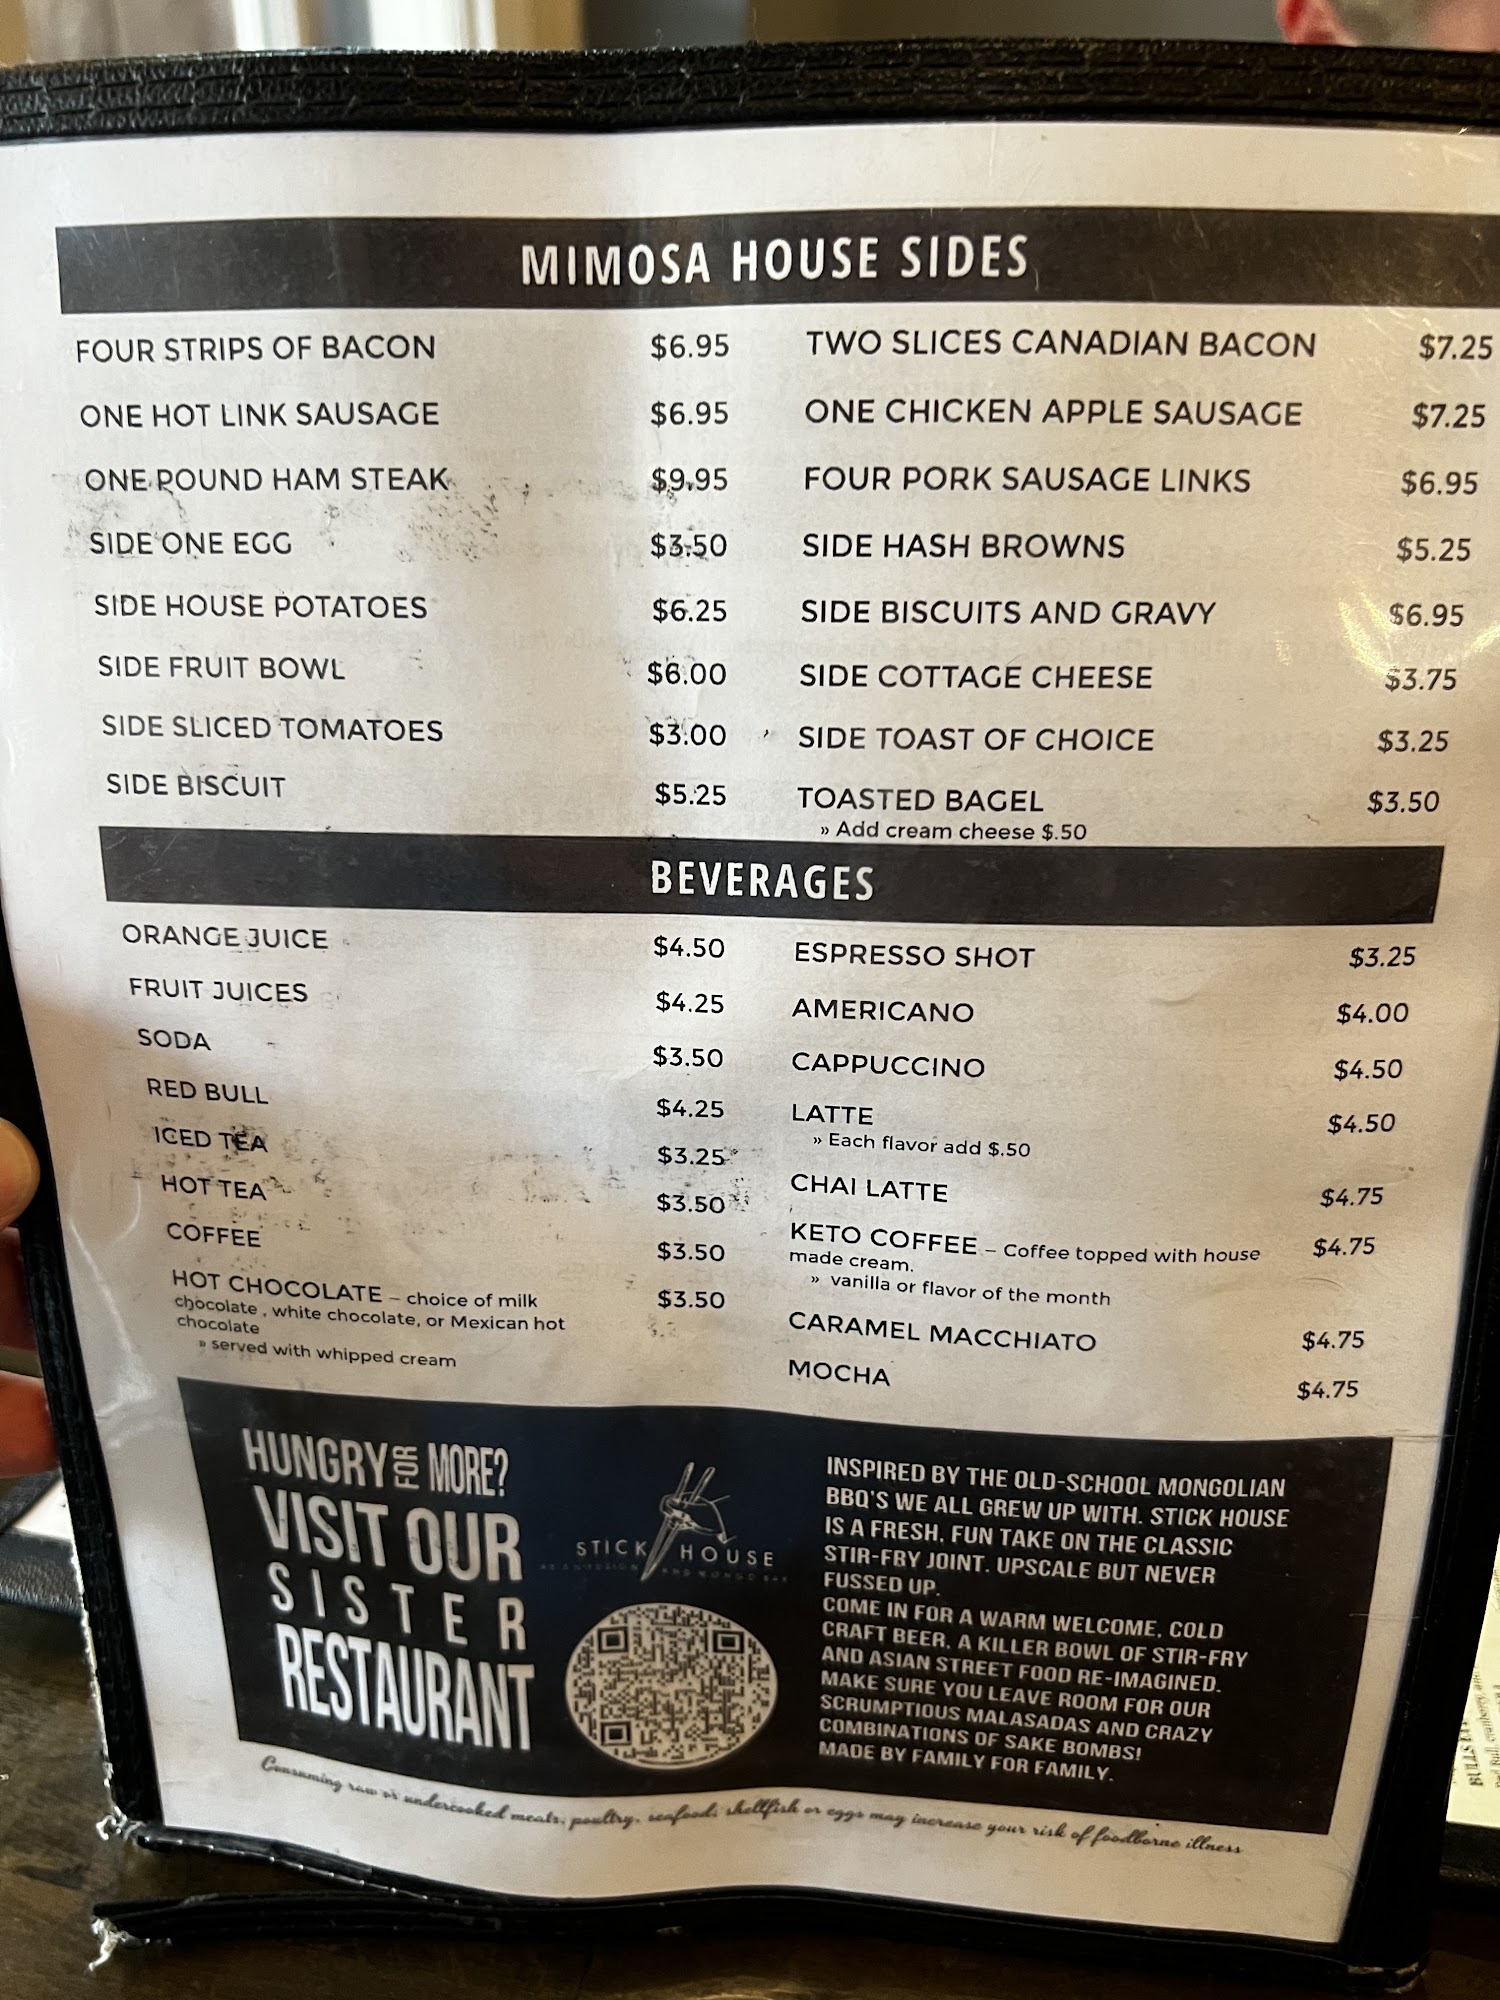 MIMOSA HOUSE SIDES
FOUR STRIPS OF BACON $6.95
ONE HOT LINK SAUSAGE $6.95
ONE POUND HAM STEAK $9.95
SIDE ONE EGG $3.50
SIDE HOUSE POTATOES $6.25
SIDE FRUIT BOWL $6.00
SIDE SLICED TOMATOES $3.00
SIDE BISCUIT $5.25
TWO SLICES CANADIAN BACON $7.25
ONE CHICKEN APPLE SAUSAGE $7.25
FOUR PORK SAUSAGE LINKS $6.95
SIDE HASH BROWNS $5.25
SIDE BISCUITS AND GRAVY $6.95
SIDE COTTAGE CHEESE $3.75
SIDE TOAST OF CHOICE $3.25
TOASTED BAGEL $3.50
» Add cream cheese $.50
BEVERAGES
ORANGE JUICE $4.50
FRUIT JUICES $4.25
SODA $3.50
RED BULL $4.25
ICED TEA $3.25
HOT TEA $3.50
COFFEE $3.50
HOT CHOCOLATE – choice of milk $3.50
chocolate , white chocolate, or Mexican hot
chocolate
» served with whipped cream
ESPRESSO SHOT $3.25
AMERICANO $4.00
CAPPUCCINO $4.50
LATTE $4.50
» Each flavor add $.50
CHAI LATTE $4.75
KETO COFFEE – Coffee topped with house $4.75
made cream.
» vanilla or flavor of the month
CARAMEL MACCHIATO $4.75
MOCHA $4.75
HUNGRY FOR MORE?
VISIT OUR
SISTER
RESTAURANT
STICK HOUSE
INSPIRED BY THE OLD-SCHOOL MONGOLIAN
BBQ'S WE ALL GREW UP WITH. STICK HOUSE
IS A FRESH, FUN TAKE ON THE CLASSIC
STIR-FRY JOINT. UPSCALE BUT NEVER
FUSSED UP.
COME IN FOR A WARM WELCOME, COLD
CRAFT BEER, A KILLER BOWL OF STIR-FRY
AND ASIAN STREET FOOD RE-IMAGINED.
MAKE SURE YOU LEAVE ROOM FOR OUR
SCRUMPTIOUS MALASADAS AND CRAZY
COMBINATIONS OF SAKE BOMBS!
MADE BY FAMILY FOR FAMILY.
Consuming raw or undercooked meats, poultry, seafood, shellfish or eggs may increase your risk of foodborne illness